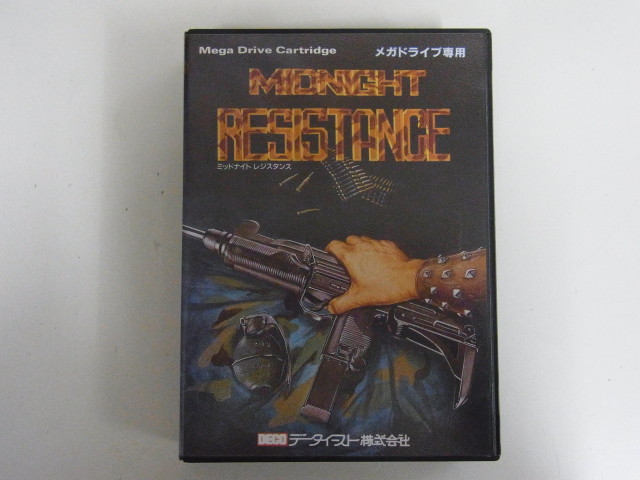 Mega Drive Cartridge メガドライブ専用
MIDNIGHT
RESISTANCE
ミッドナイト レジスタンス
DECO データイースト株式会社